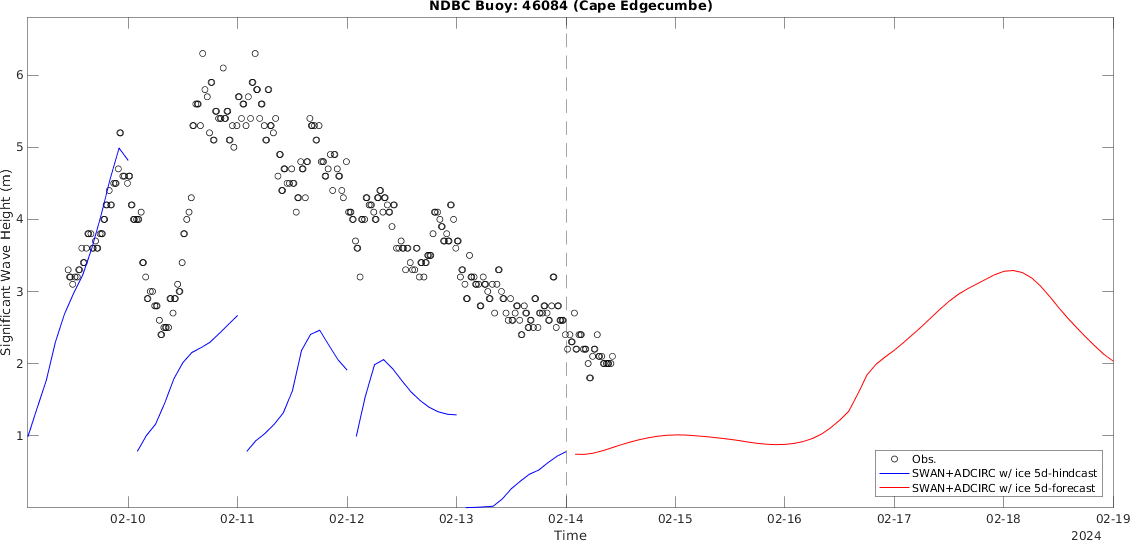 NDBC Buoy: 46084 (Cape Edgecumbe)
Significant Wave Height (m)
6
5
4
3
2
1
Obs.
SWAN+ADCIRC w/ ice 5d-hindcast
SWAN+ADCIRC w/ ice 5d-forecast
02-10 02-11 02-12 02-13 02-14 02-15 02-16 02-17 02-18 02-19
Time
2024